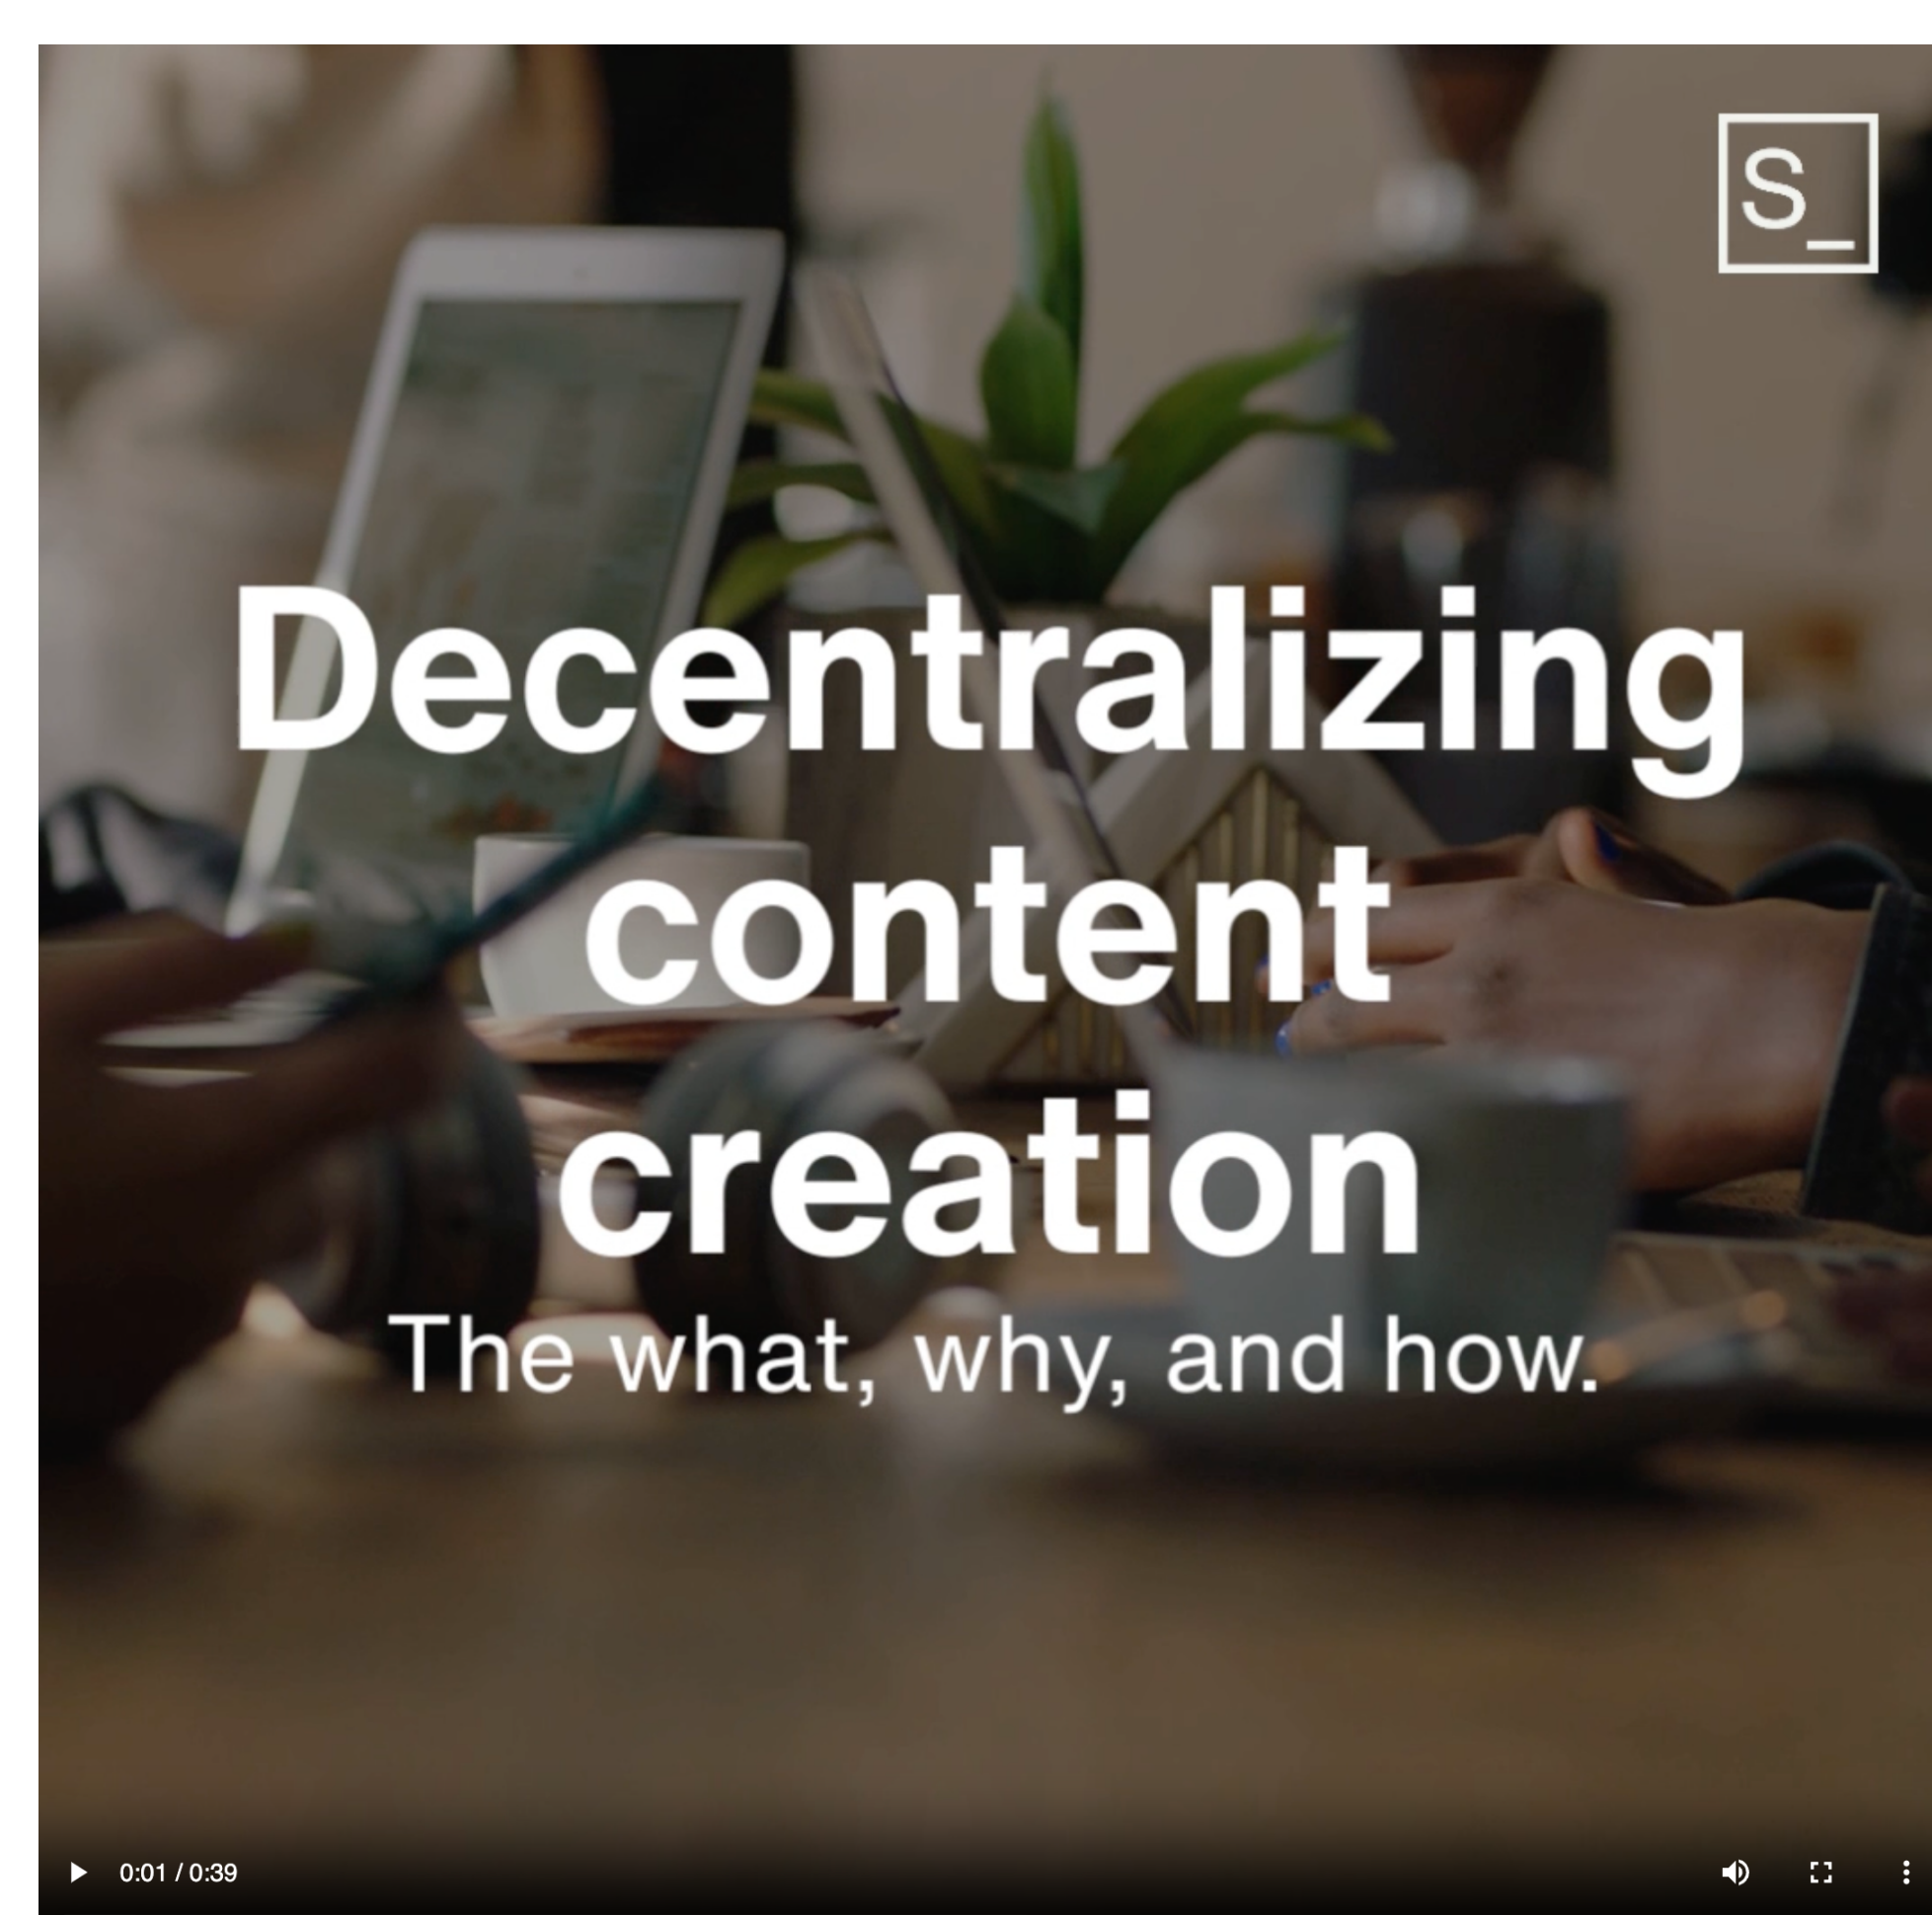 S_
Decentralizing
content
creation
The what, why, and how.
0:01 / 0:39